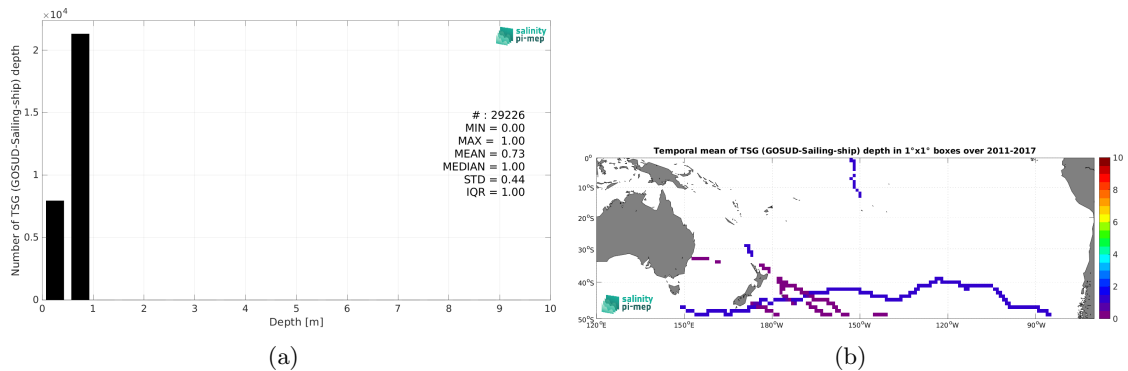 ×10⁴
2
1.5
1
0.5
0
Number of TSG (GOSUD-Sailing-ship) depth
0 1 2 3 4 5 6 7 8 9 10
Depth [m]
salinity
pi-mep
# : 29226
MIN = 0.00
MAX = 1.00
MEAN = 0.73
MEDIAN = 1.00
STD = 0.44
IQR = 1.00
(a)
Temporal mean of TSG (GOSUD-Sailing-ship) depth in 1°x1° boxes over 2011-2017
0°
10°S
20°S
30°S
40°S
50°S
120°E 150°E 180°W 150°W 120°W 90°W
salinity
pi-mep
10
8
6
4
2
0
(b)